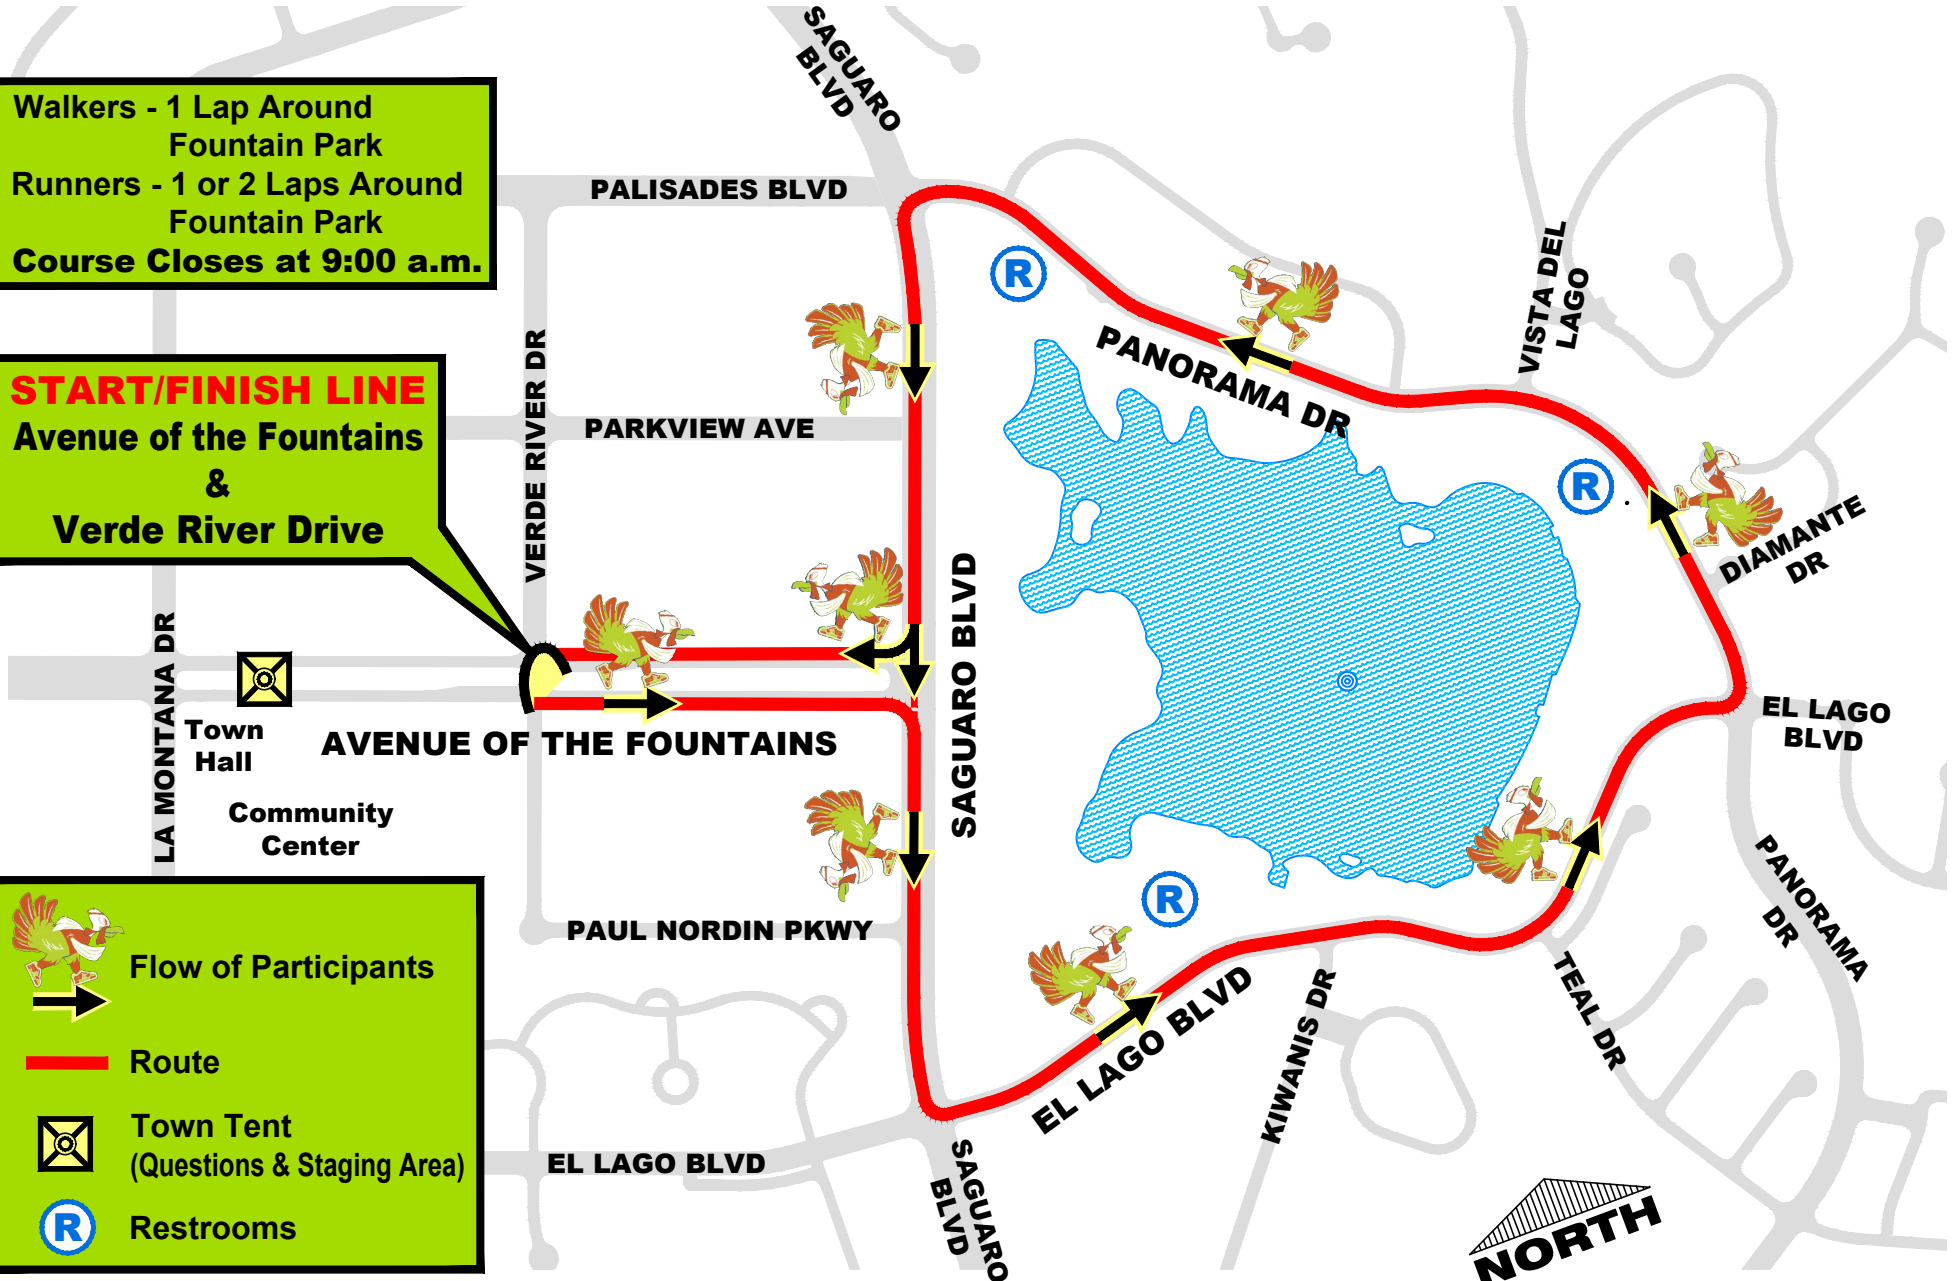 Walkers - 1 Lap Around
Fountain Park
Runners - 1 or 2 Laps Around
Fountain Park
Course Closes at 9:00 a.m.
START/FINISH LINE
Avenue of the Fountains
&
Verde River Drive
SAGUARO
BLVD
PALISADES BLVD
VERDE RIVER DR
PARKVIEW AVE
R
PANORAMA DR
VISTA DEL
LAGO
R
DIAMANTE
DR
SAGUARO BLVD
LA MONTANA DR
Town
Hall
AVENUE OF THE FOUNTAINS
Community
Center
EL LAGO
BLVD
PANORAMA
DR
R
PAUL NORDIN PKWY
EL LAGO BLVD
KIWANIS DR
TEAL DR
EL LAGO BLVD
SAGUARO
BLVD
Flow of Participants
Route
Town Tent
(Questions & Staging Area)
R
Restrooms
NORTH